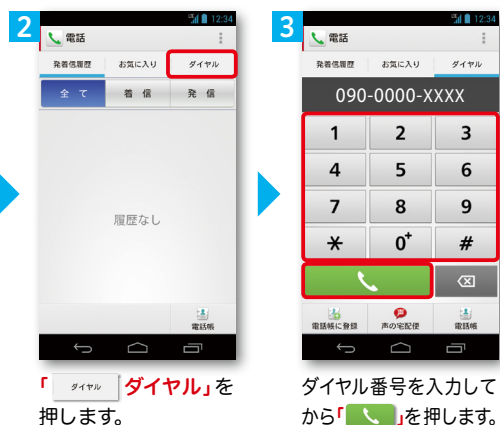 2
12:34
電話
発着信履歴 お気に入り ダイヤル
全て 着信 発信
履歴なし
電話帳
「 ダイヤル ダイヤル」を
押します。
3
12:34
電話
発着信履歴 お気に入り ダイヤル
090-0000-XXXX
1 2 3
4 5 6
7 8 9
* 0+ #
電話帳に登録 声の宅配便 電話帳
ダイヤル番号を入力して
から「 」を押します。